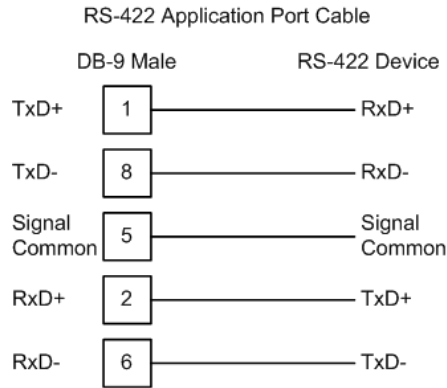 RS-422 Application Port Cable
DB-9 Male RS-422 Device
TxD+ 1 RxD+
TxD- 8 RxD-
Signal Common 5 Signal Common
RxD+ 2 TxD+
RxD- 6 TxD-